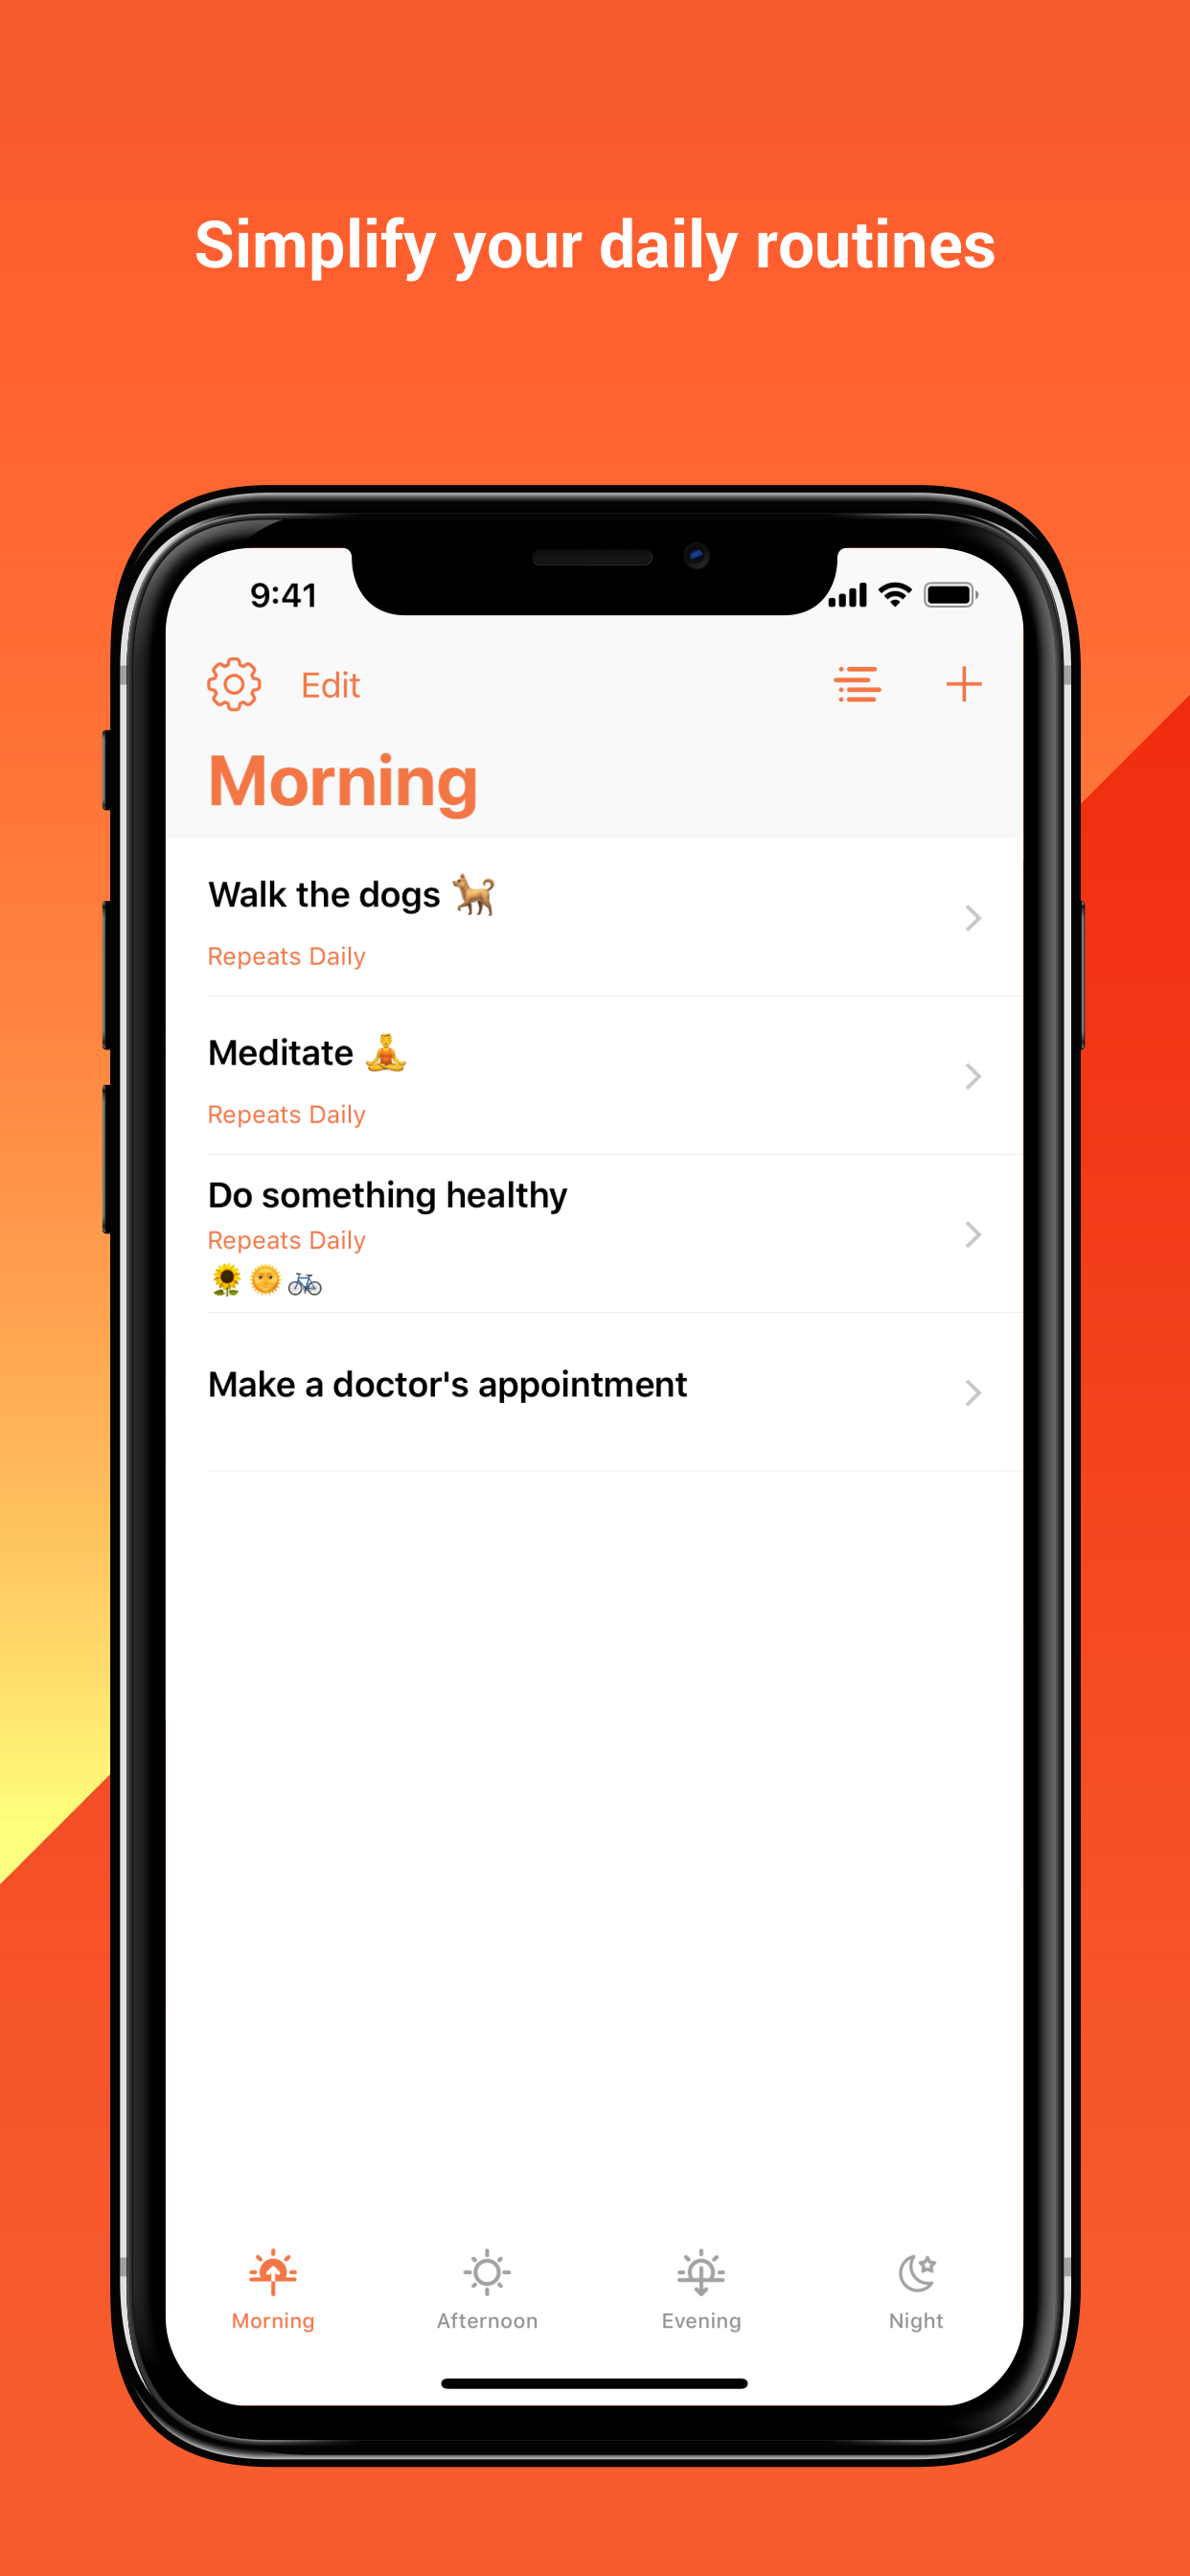 Simplify your daily routines
9:41
Edit
Morning
Walk the dogs 🐕
Repeats Daily
Meditate 🧘‍♂️
Repeats Daily
Do something healthy
Repeats Daily
🌻🌞🚲
Make a doctor's appointment
Morning
Afternoon
Evening
Night